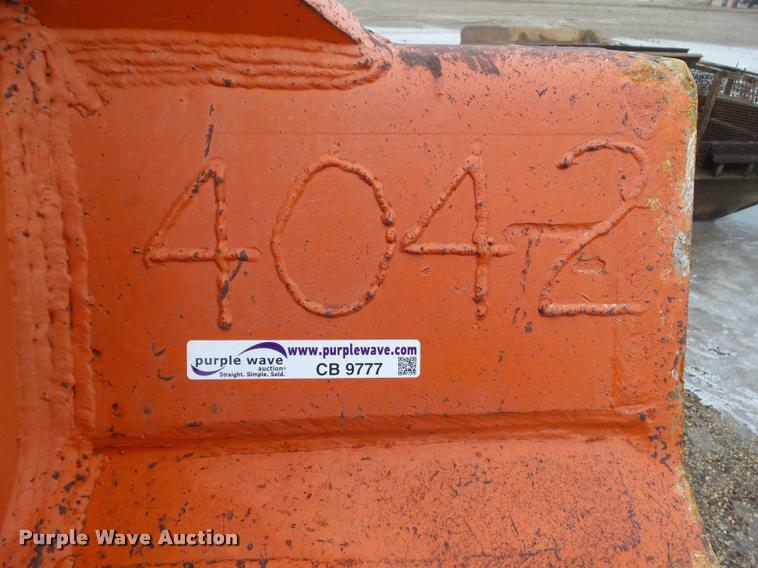 4042
purple wave
auction
Straight. Simple. Sold.
www.purplewave.com
CB 9777
Purple Wave Auction